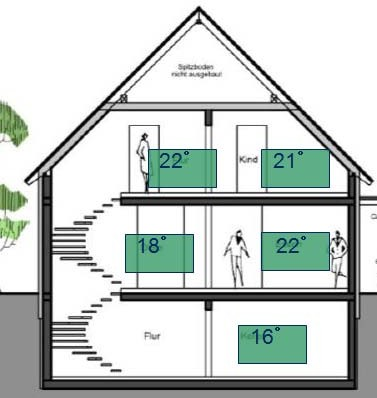 Spitzboden
nicht ausgebaut
22° Kind 21°
18° 22°
Flur 16°